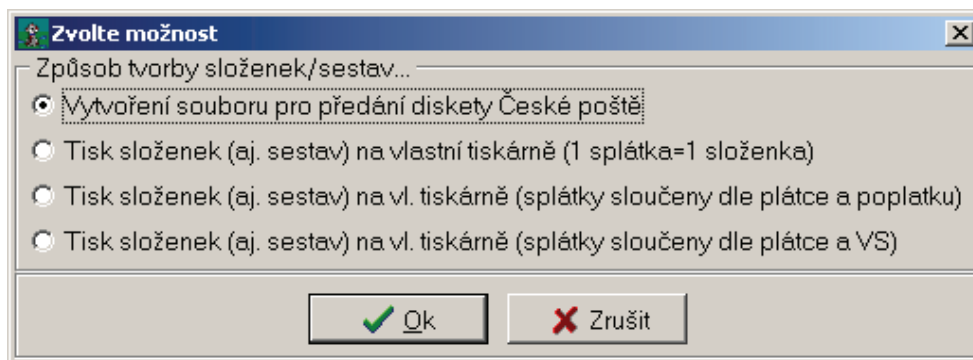 Zvolte možnost
Způsob tvorby složenek/sestav...
Vytvoření souboru pro předání diskety České poště
Tisk složenek (aj. sestav) na vlastní tiskárně (1 splátka=1 složenka)
Tisk složenek (aj. sestav) na vl. tiskárně (splátky sloučeny dle plátce a poplatku)
Tisk složenek (aj. sestav) na vl. tiskárně (splátky sloučeny dle plátce a VS)
Ok Zrušit